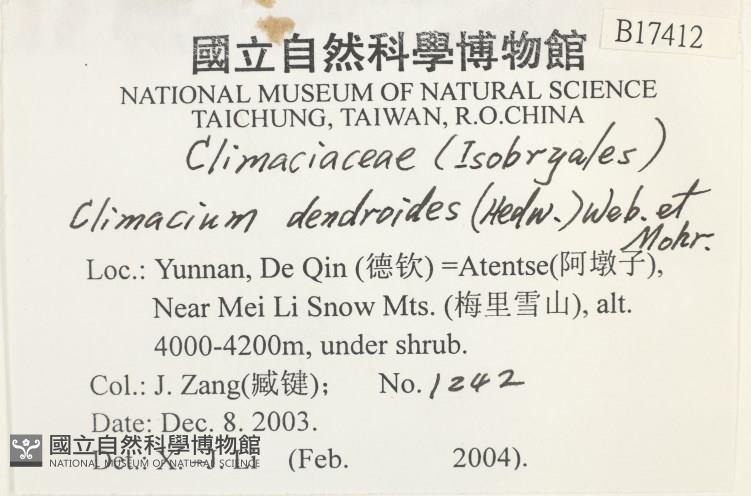 B17412
國立自然科學博物館
NATIONAL MUSEUM OF NATURAL SCIENCE
TAICHUNG, TAIWAN, R.O.CHINA
Climaciaceae (Isobryales)
Climacium dendroides (Hedw.) Web. et
Mohr.
Loc.: Yunnan, De Qin (德钦) =Atentse(阿墩子),
Near Mei Li Snow Mts. (梅里雪山), alt.
4000-4200m, under shrub.
Col.: J. Zang(臧键); No. 1242
Date: Dec. 8. 2003.
國立自然科學博物館
NATIONAL MUSEUM OF NATURAL SCIENCE
Det.: X. J. Li (Feb. 2004).